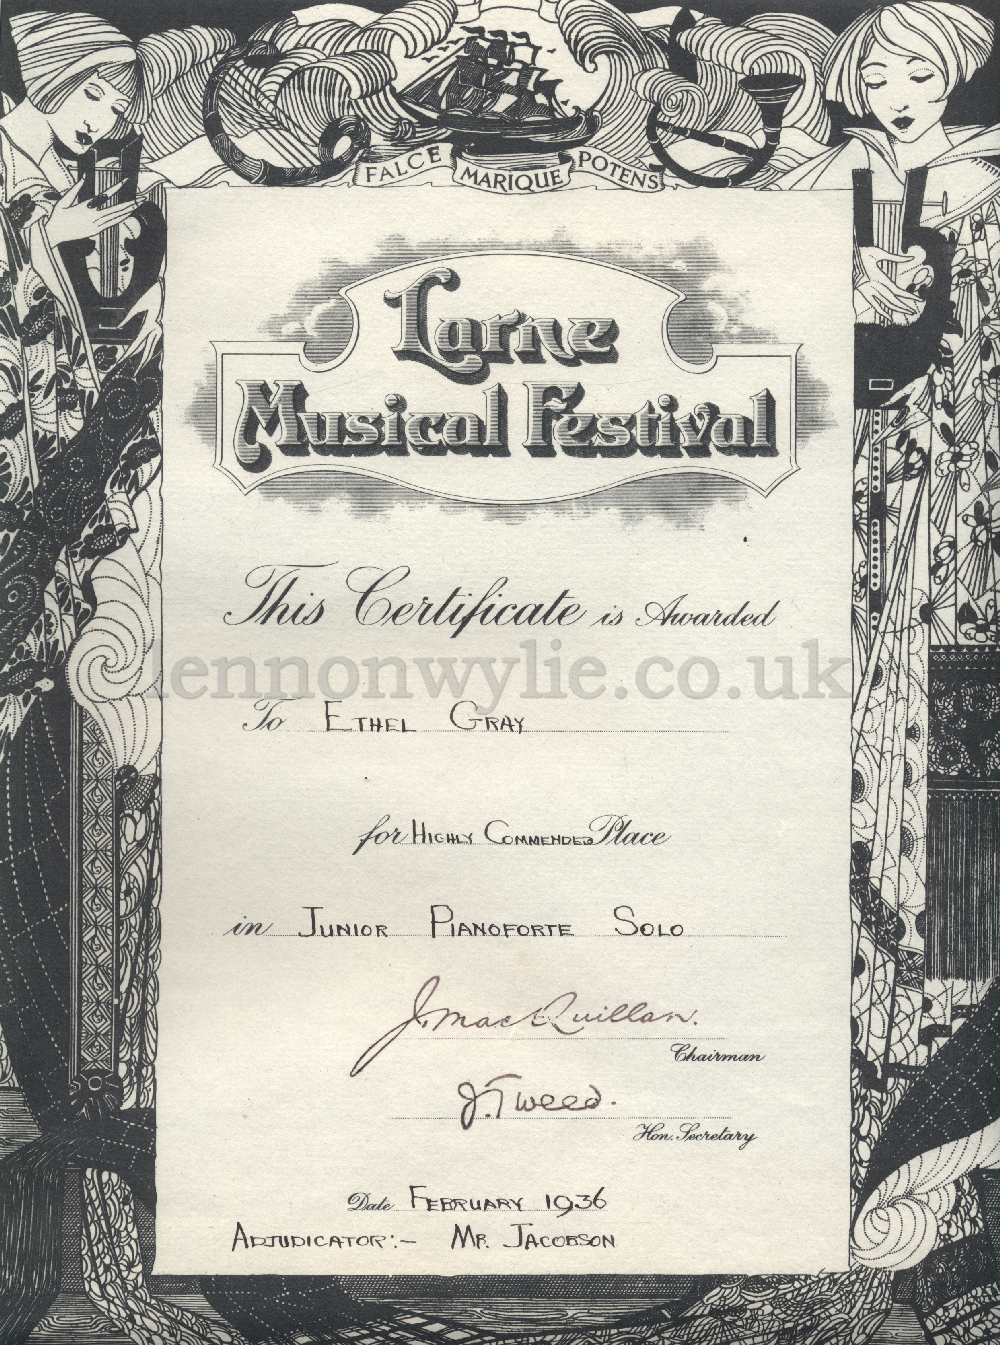 FALCE MARIQUE POTENS
Larne
Musical Festival
This Certificate is Awarded
lennonwylie.co.uk
To ETHEL GRAY
for HIGHLY COMMENDED Place
in JUNIOR PIANOFORTE SOLO
J. MacQuillan.
Chairman
J. Tweed.
Hon. Secretary
Date FEBRUARY 1936
ADJUDICATOR:- MR. JACOBSON